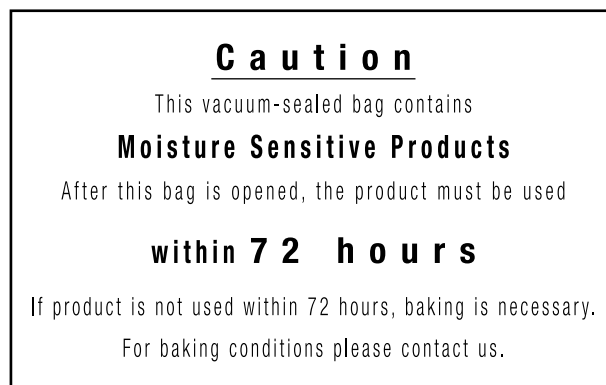 Caution
This vacuum-sealed bag contains
Moisture Sensitive Products
After this bag is opened, the product must be used
within 72 hours
If product is not used within 72 hours, baking is necessary.
For baking conditions please contact us.